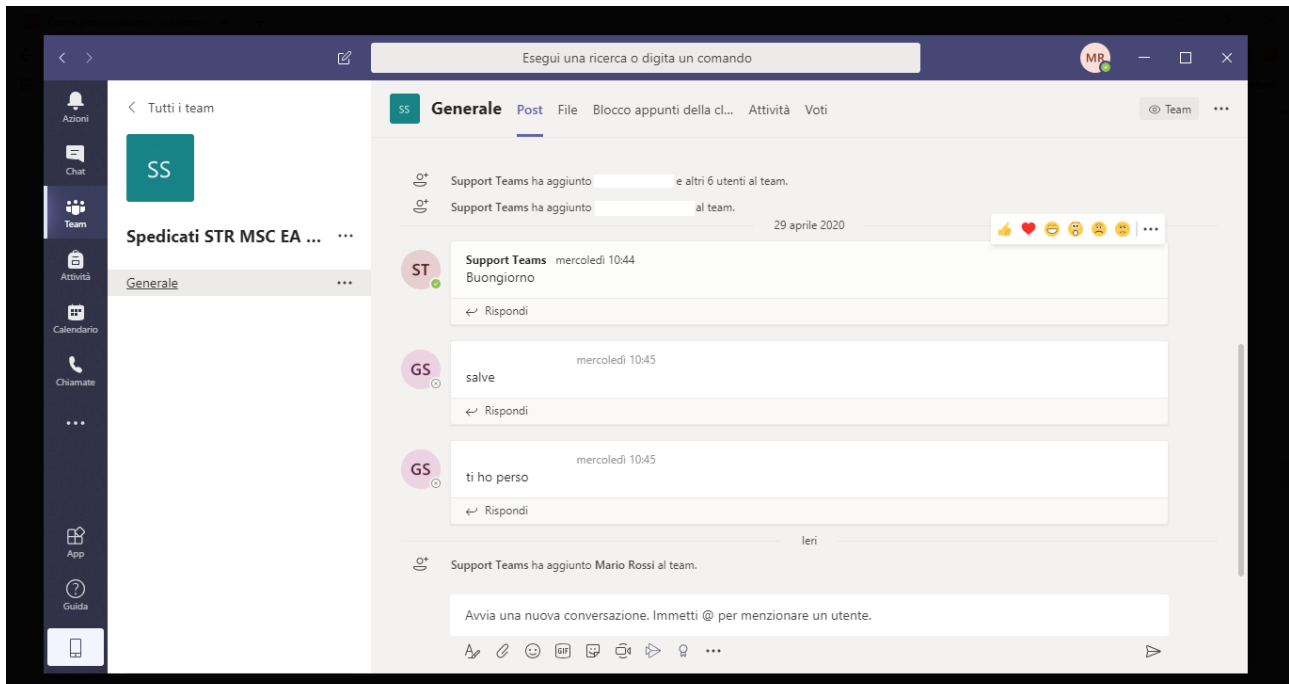 Esegui una ricerca o digita un comando
MR
Azioni
Chat
Team
Attività
Calendario
Chiamate
App
Guida
Tutti i team
SS
Spedicati STR MSC EA ...
Generale
SS Generale Post File Blocco appunti della cl... Attività Voti
Team
Support Teams ha aggiunto e altri 6 utenti al team.
Support Teams ha aggiunto al team.
29 aprile 2020
ST
Support Teams mercoledì 10:44
Buongiorno
Rispondi
GS
mercoledì 10:45
salve
Rispondi
GS
mercoledì 10:45
ti ho perso
Rispondi
Ieri
Support Teams ha aggiunto Mario Rossi al team.
Avvia una nuova conversazione. Immetti @ per menzionare un utente.
GIF